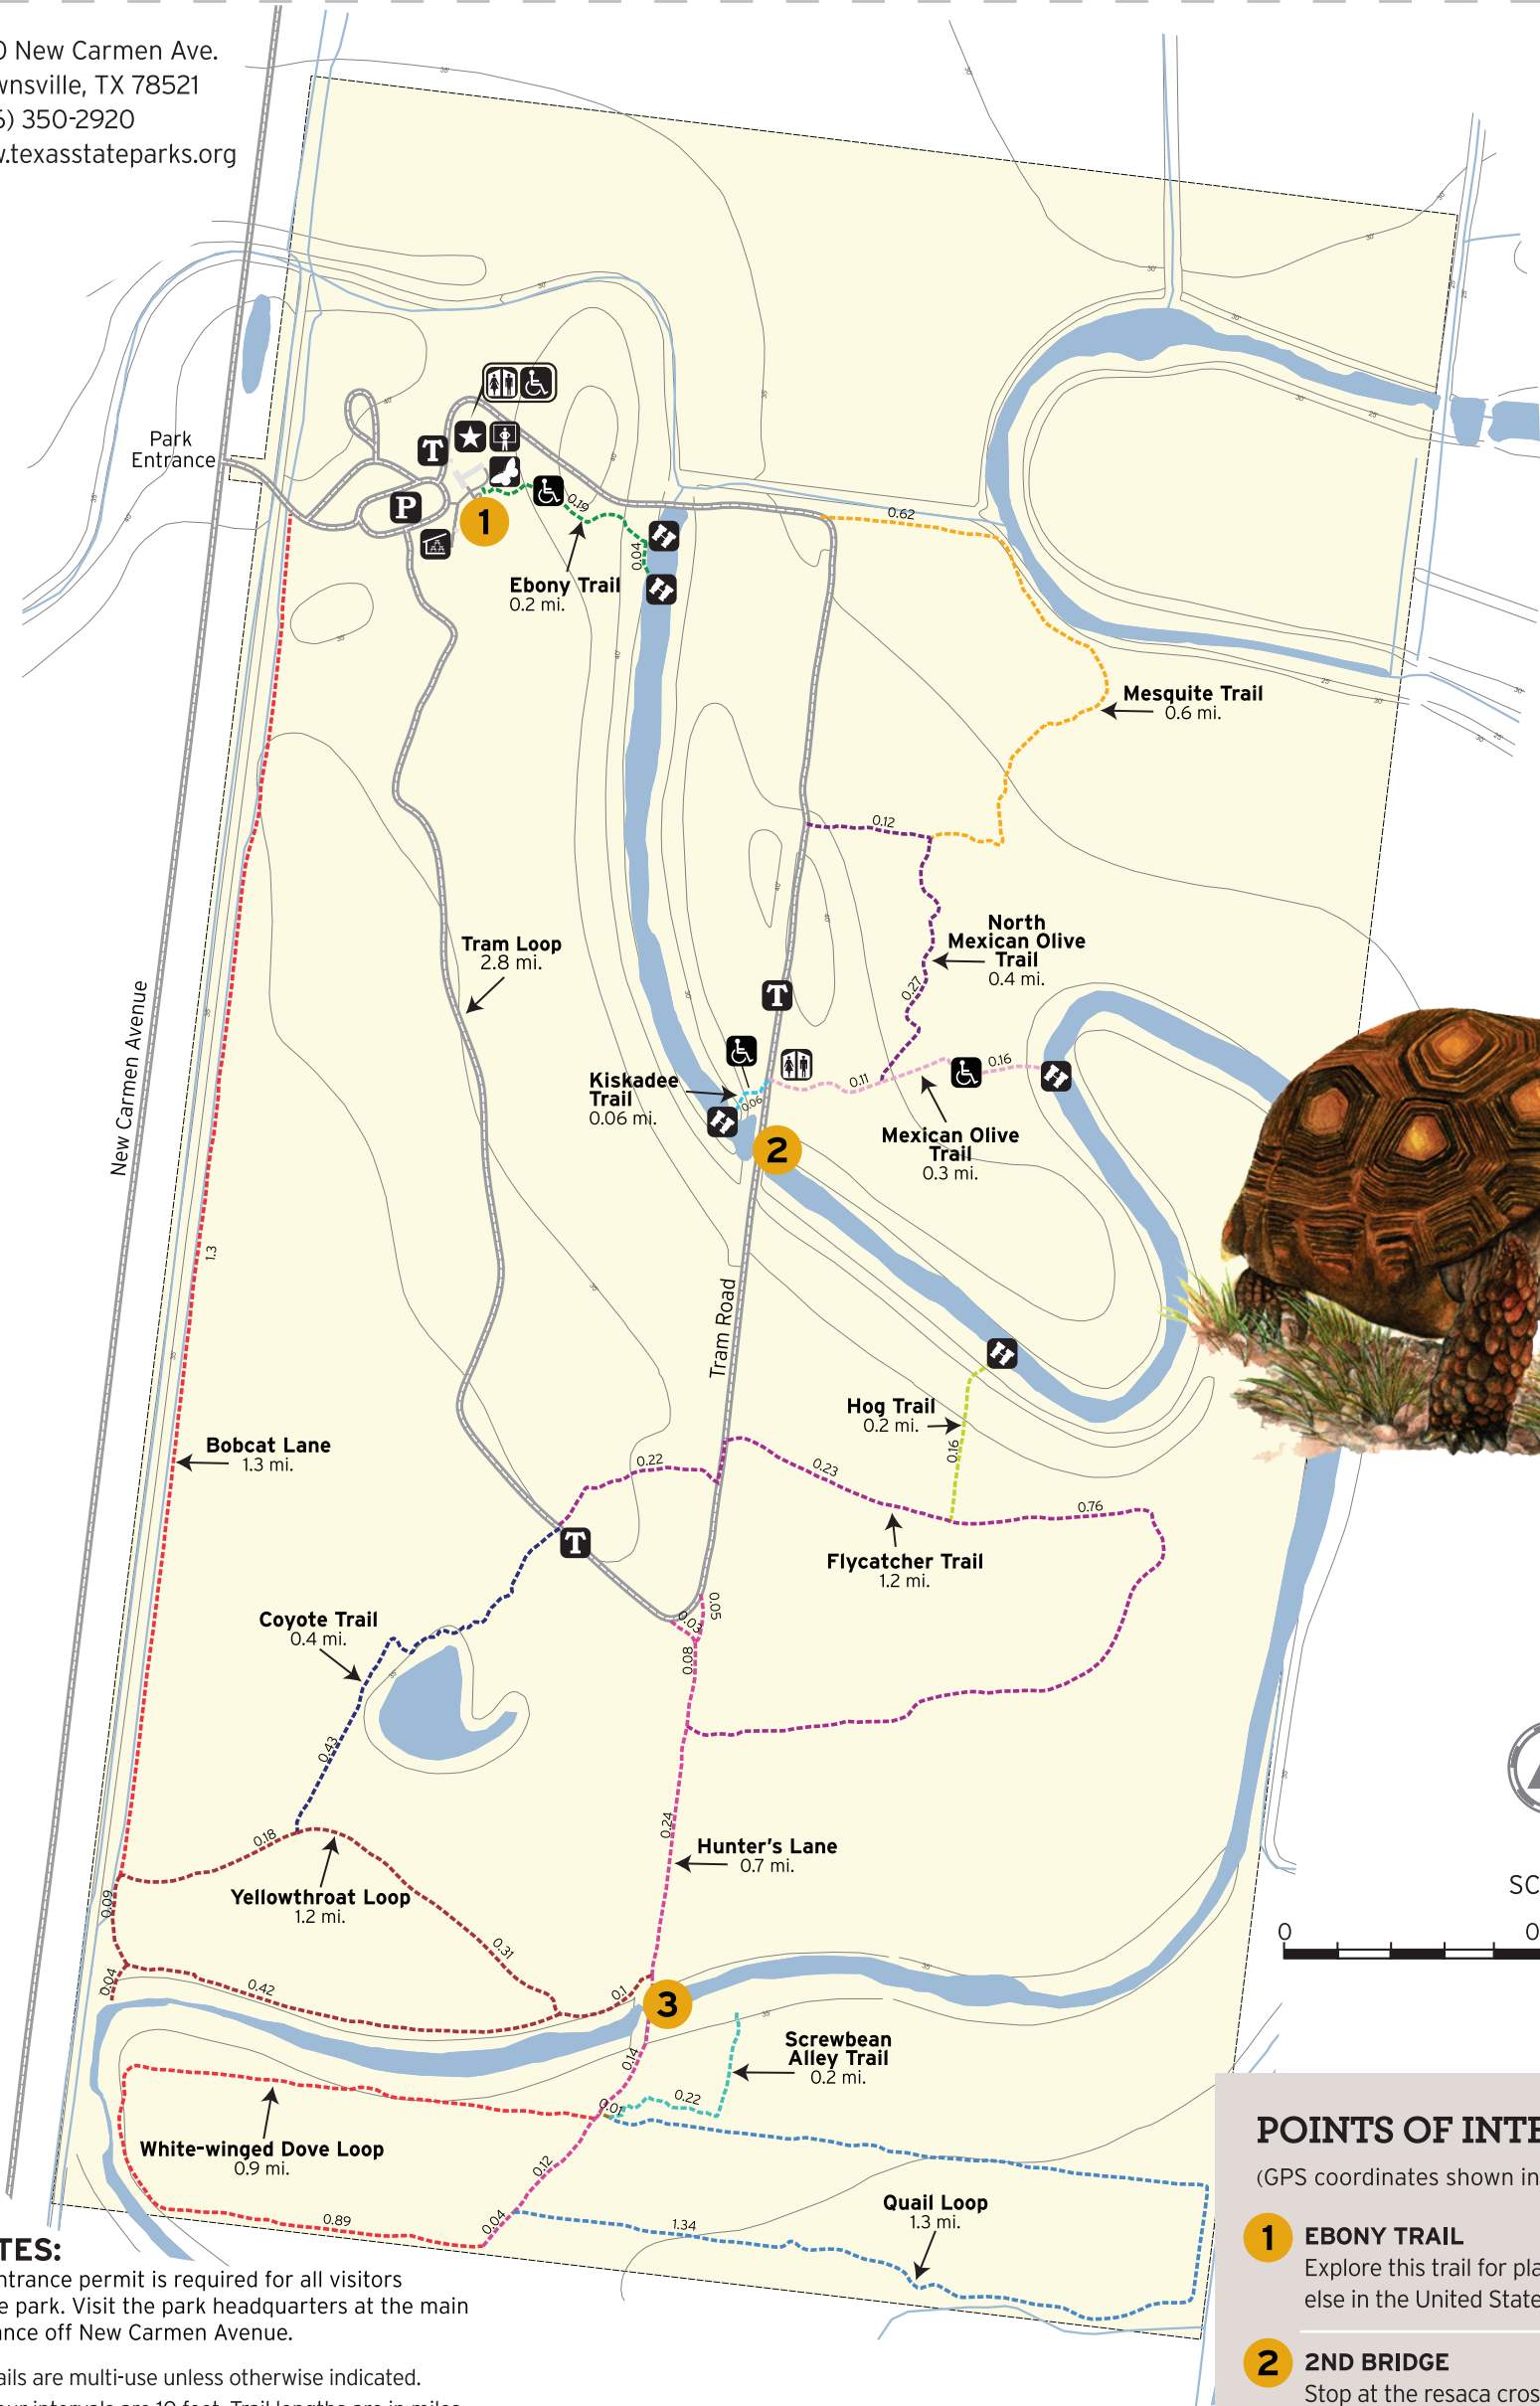 0 New Carmen Ave.
wnsville, TX 78521
6) 350-2920
w.texasstateparks.org
Park
Entrance
T
P
1
0.19
0.04
Ebony Trail
0.2 mi.
0.62
Mesquite Trail
0.6 mi.
0.12
North
Mexican Olive
Trail
0.4 mi.
0.27
Tram Loop
2.8 mi.
T
Kiskadee
Trail
0.06 mi.
0.06
0.11
0.16
2
Mexican Olive
Trail
0.3 mi.
New Carmen Avenue
1.3
Tram Road
Hog Trail
0.2 mi.
0.16
Bobcat Lane
1.3 mi.
0.22
0.23
0.76
T
Flycatcher Trail
1.2 mi.
Coyote Trail
0.4 mi.
0.05
0.03
0.08
0.43
0.24
Hunter's Lane
0.7 mi.
0.18
Yellowthroat Loop
1.2 mi.
0.09
0.31
0.04
0.42
0.1
3
SC
0
0
Screwbean
Alley Trail
0.2 mi.
0.14
0.22
0.01
White-winged Dove Loop
0.9 mi.
0.12
0.04
0.89
1.34
Quail Loop
1.3 mi.
TES:
ntrance permit is required for all visitors
e park. Visit the park headquarters at the main
ance off New Carmen Avenue.
ails are multi-use unless otherwise indicated.
POINTS OF INTE
(GPS coordinates shown in
1 EBONY TRAIL
Explore this trail for pla
else in the United State
2 2ND BRIDGE
Stop at the resaca cros